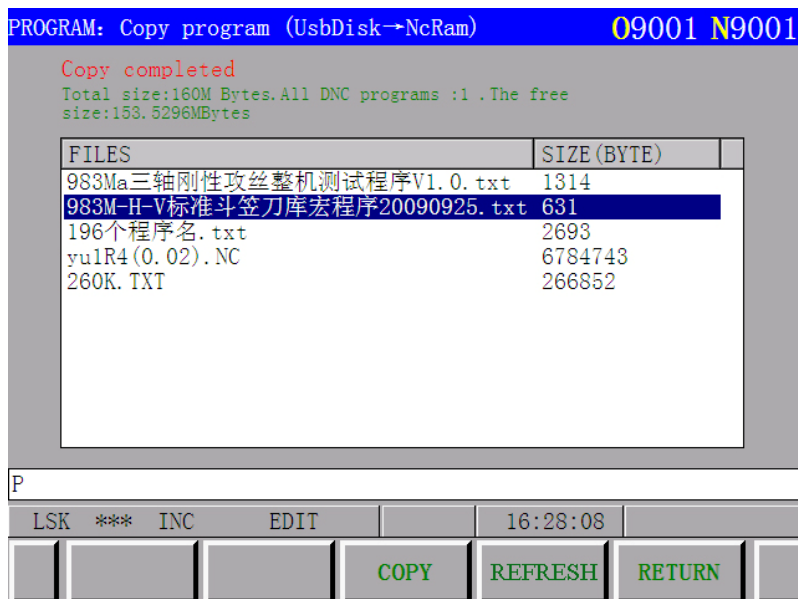 PROGRAM: Copy program (UsbDisk→NcRam) O9001 N9001
Copy completed
Total size:160M Bytes.All DNC programs :1 .The free
size:153.5296MBytes
FILES SIZE(BYTE)
983Ma三轴刚性攻丝整机测试程序V1.0.txt 1314
983M-H-V标准斗笠刀库宏程序20090925.txt 631
196个程序名.txt 2693
yu1R4(0.02).NC 6784743
260K.TXT 266852
P
LSK *** INC EDIT 16:28:08
COPY REFRESH RETURN